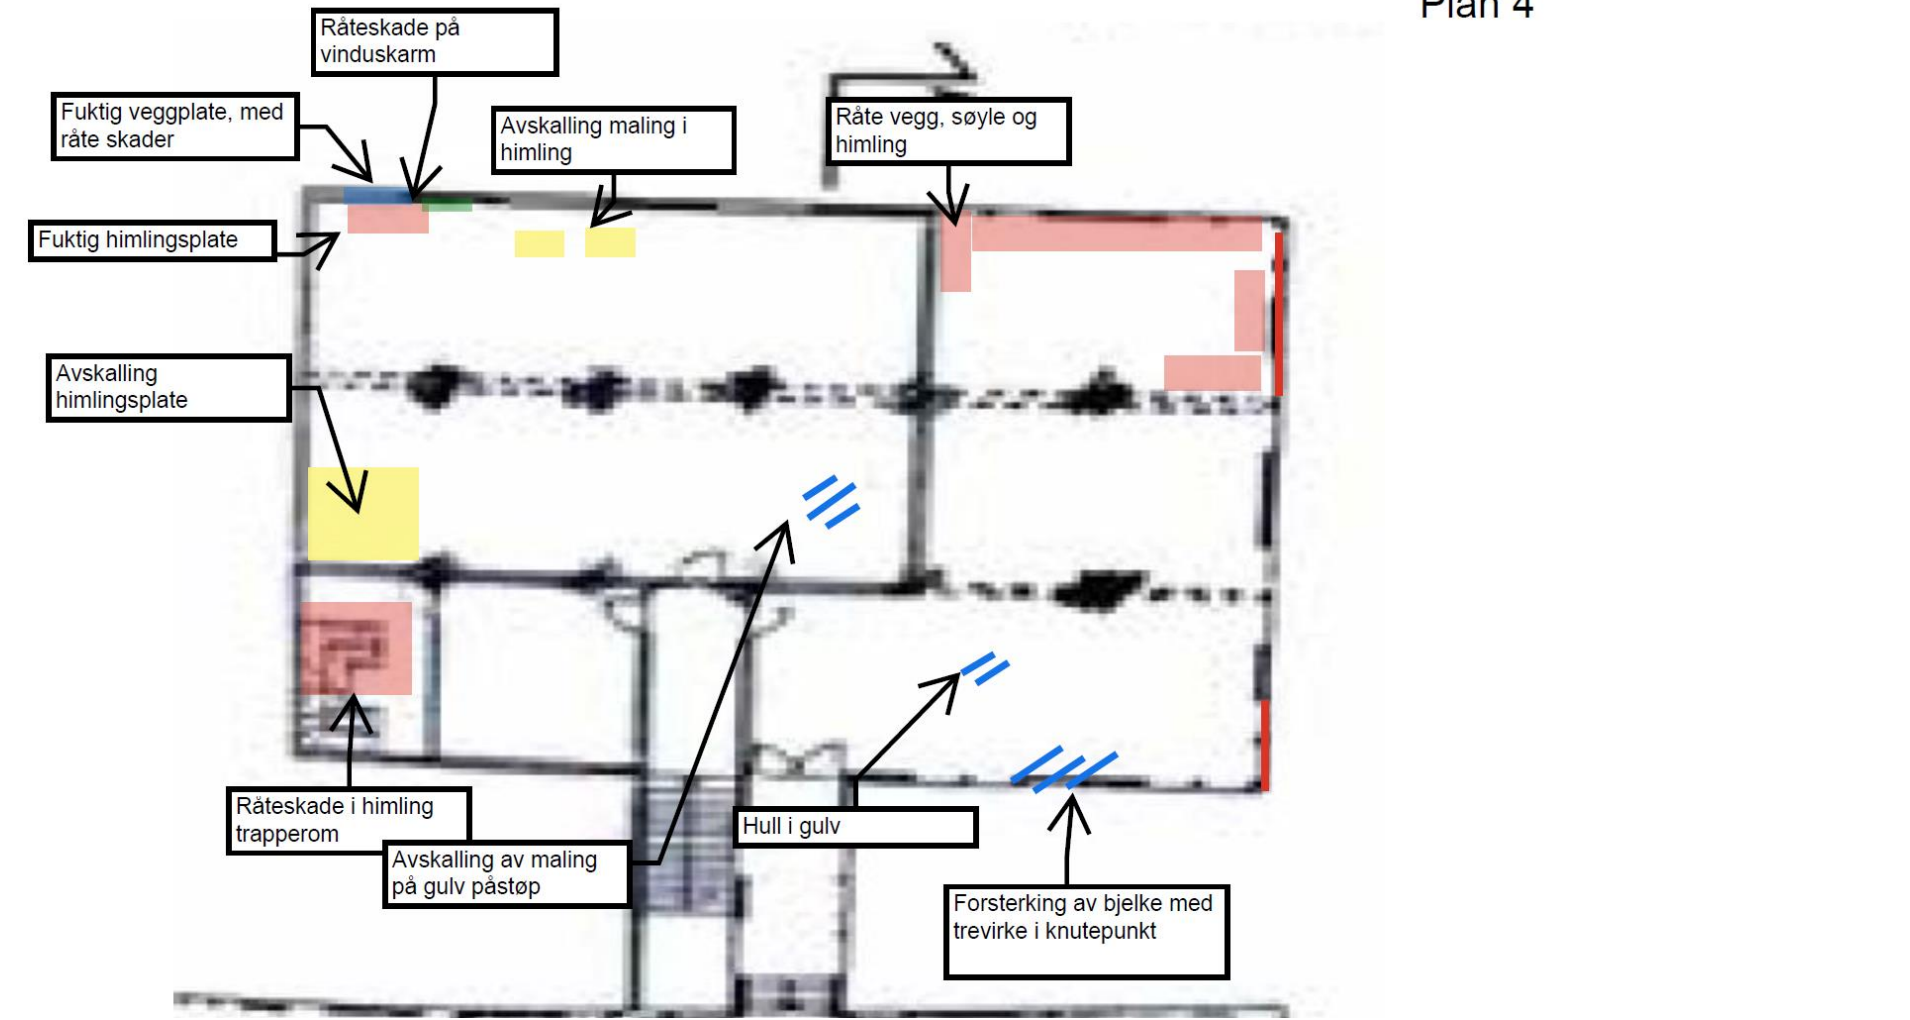 Plan 4
Råteskade på
vinduskarm
Fuktig veggplate, med
råte skader
Avskalling maling i
himling
Råte vegg, søyle og
himling
Fuktig himlingsplate
Avskalling
himlingsplate
Råteskade i himling
trapperom
Avskalling av maling
på gulv påstøp
Hull i gulv
Forsterking av bjelke med
trevirke i knutepunkt